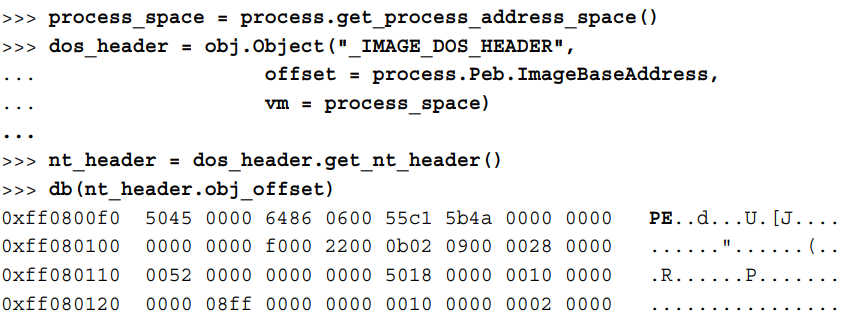 >>> process_space = process.get_process_address_space()
>>> dos_header = obj.Object("_IMAGE_DOS_HEADER",
...                 offset = process.Peb.ImageBaseAddress,
...                 vm = process_space)
...
>>> nt_header = dos_header.get_nt_header()
>>> db(nt_header.obj_offset)
0xff0800f0  5045 0000 6486 0600 55c1 5b4a 0000 0000   PE..d...U.[J....
0xff080100  0000 0000 f000 2200 0b02 0900 0028 0000   ......"......(..
0xff080110  0052 0000 0000 0000 5018 0000 0010 0000   .R......P.......
0xff080120  0000 08ff 0000 0000 0010 0000 0002 0000   ................